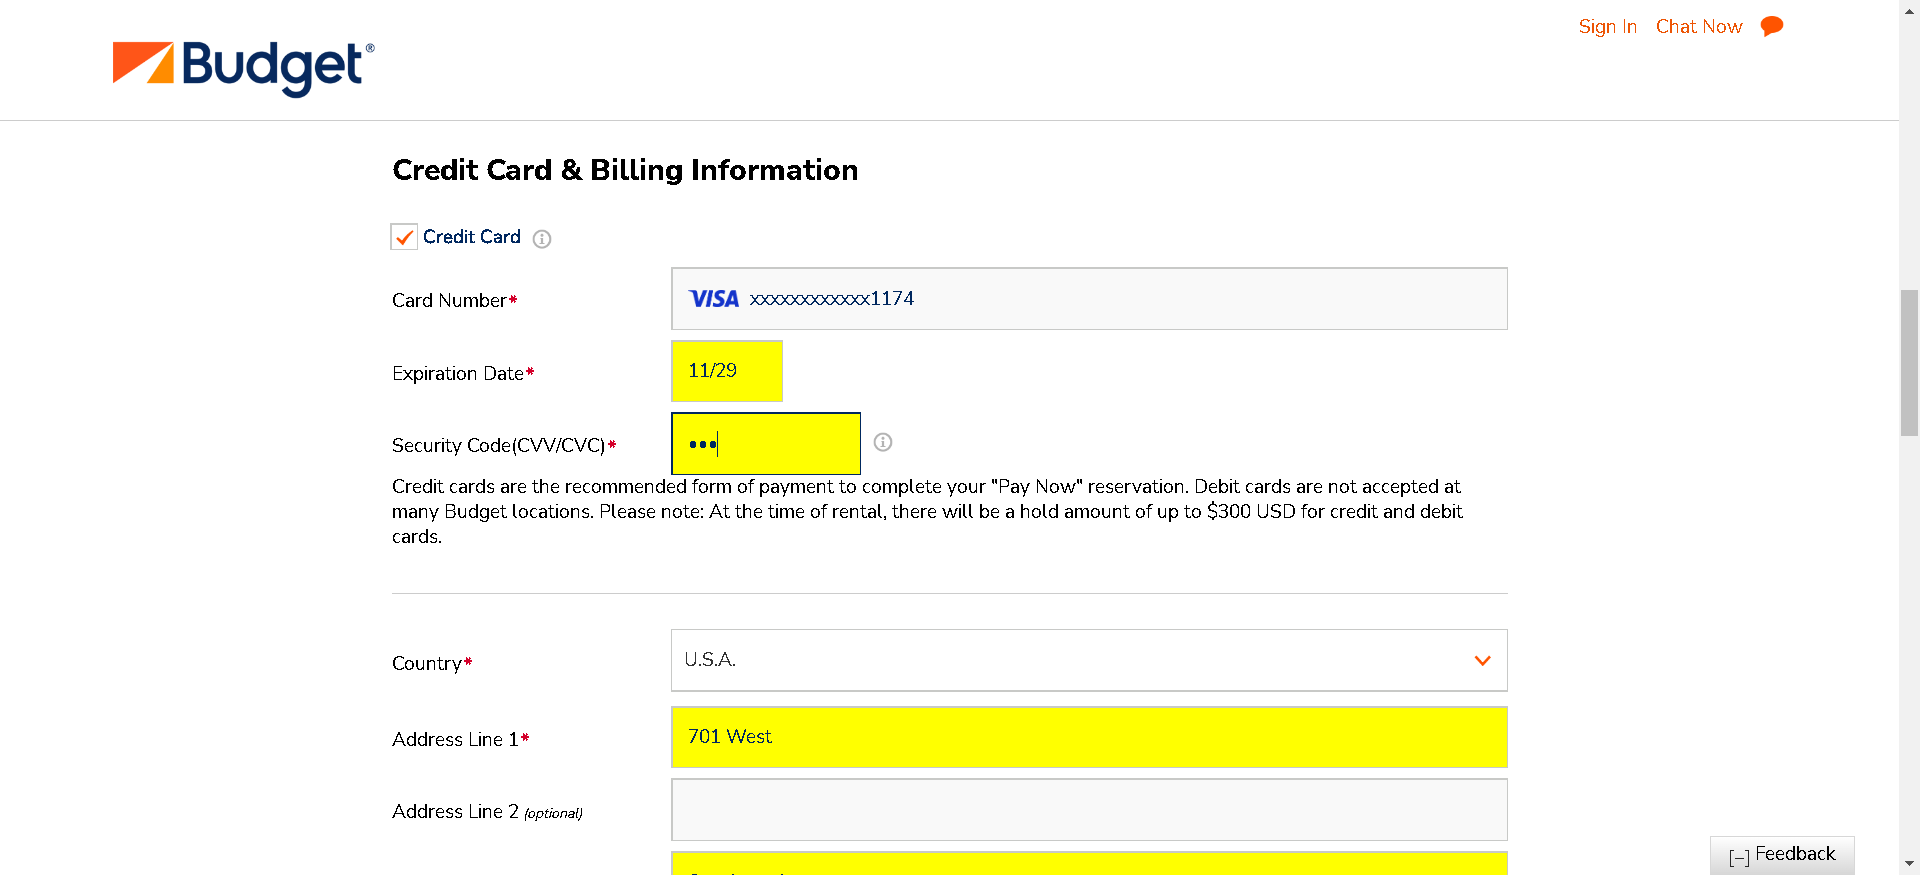 Sign In Chat Now
Budget®
Credit Card & Billing Information
Credit Card
Card Number* VISA xxxxxxxxxxxx1174
Expiration Date* 11/29
Security Code(CVV/CVC)* •••
Credit cards are the recommended form of payment to complete your "Pay Now" reservation. Debit cards are not accepted at
many Budget locations. Please note: At the time of rental, there will be a hold amount of up to $300 USD for credit and debit
cards.
Country* U.S.A.
Address Line 1* 701 West
Address Line 2 (optional)
[–] Feedback